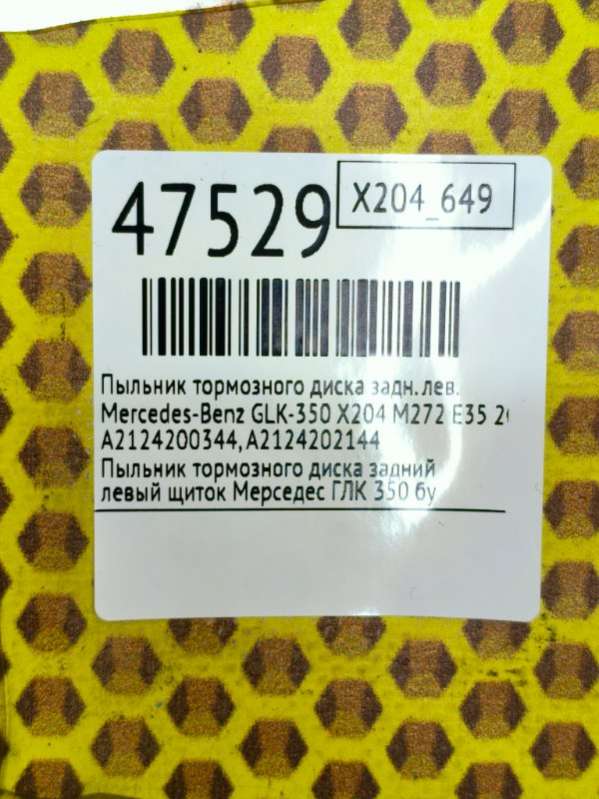 47529
X204_649
Пыльник тормозного диска задн. лев.
Mercedes-Benz GLK-350 X204 M272 E35
A2124200344, A2124202144
Пыльник тормозного диска задний
левый щиток Мерседес ГЛК 350 бу